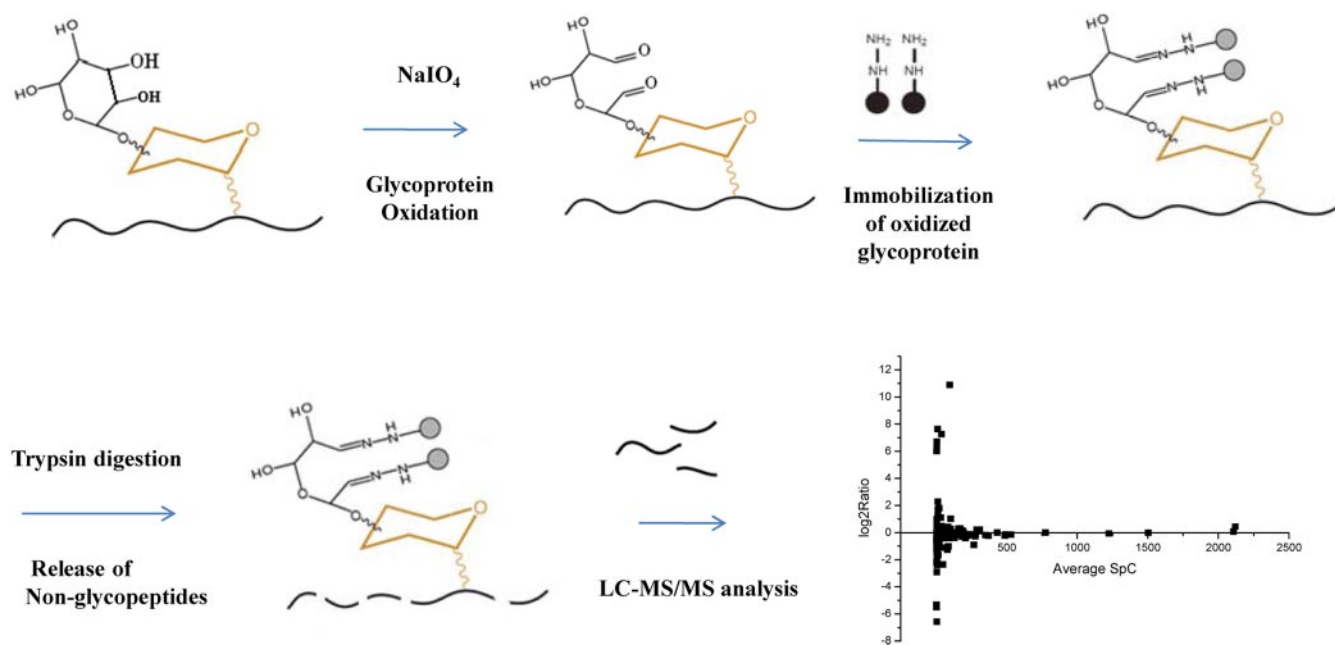 HO
OH
HO
OH
O
O
O
NaIO4
Glycoprotein
Oxidation
HO
O
HO
O
O
O
O
NH2 NH2
NH NH
Immobilization
of oxidized
glycoprotein
HO
N
H
N
HO
N
N
H
O
O
O
Trypsin digestion
Release of
Non-glycopeptides
HO
N
H
N
HO
N
N
H
O
O
O
LC-MS/MS analysis
log2Ratio
12
10
8
6
4
2
0
-2
-4
-6
-8
500 1000 1500 2000 2500
Average SpC